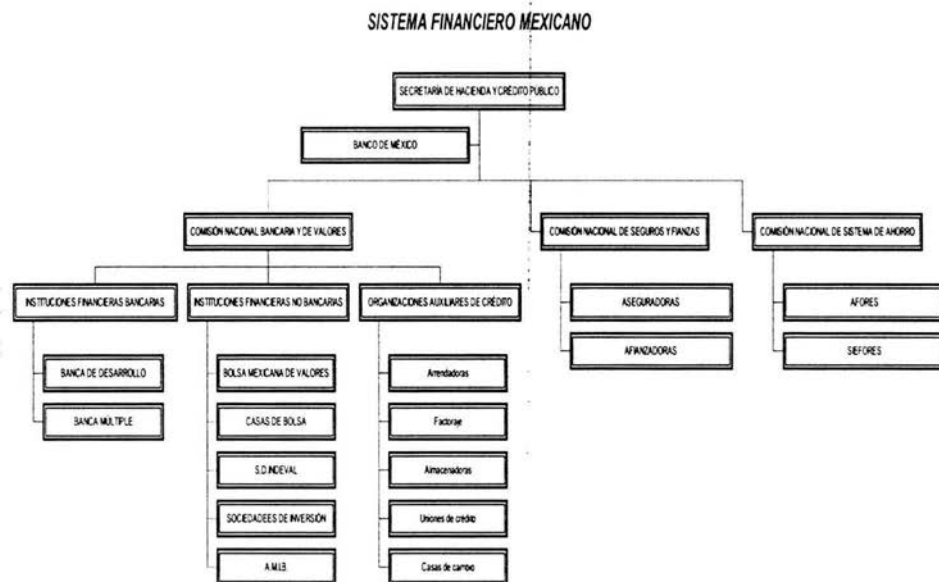 SISTEMA FINANCIERO MEXICANO
SECRETARÍA DE HACIENDA Y CRÉDITO PUBLICO
BANCO DE MÉXICO
COMISIÓN NACIONAL BANCARIA Y DE VALORES
COMISIÓN NACIONAL DE SEGUROS Y FIANZAS
COMISIÓN NACIONAL DE SISTEMA DE AHORRO
INSTITUCIONES FINANCIERAS BANCARIAS
INSTITUCIONES FINANCIERAS NO BANCARIAS
ORGANIZACIONES AUXILIARES DE CRÉDITO
ASEGURADORAS
AFORES
BANCA DE DESARROLLO
BOLSA MEXICANA DE VALORES
Arrendadoras
AFIANZADORAS
SIEFORES
BANCA MÚLTIPLE
CASAS DE BOLSA
Factoraje
S.D.INDEVAL
Almacenadoras
SOCIEDADEES DE INVERSIÓN
Uniones de crédito
A.M.I.B.
Casas de cambio